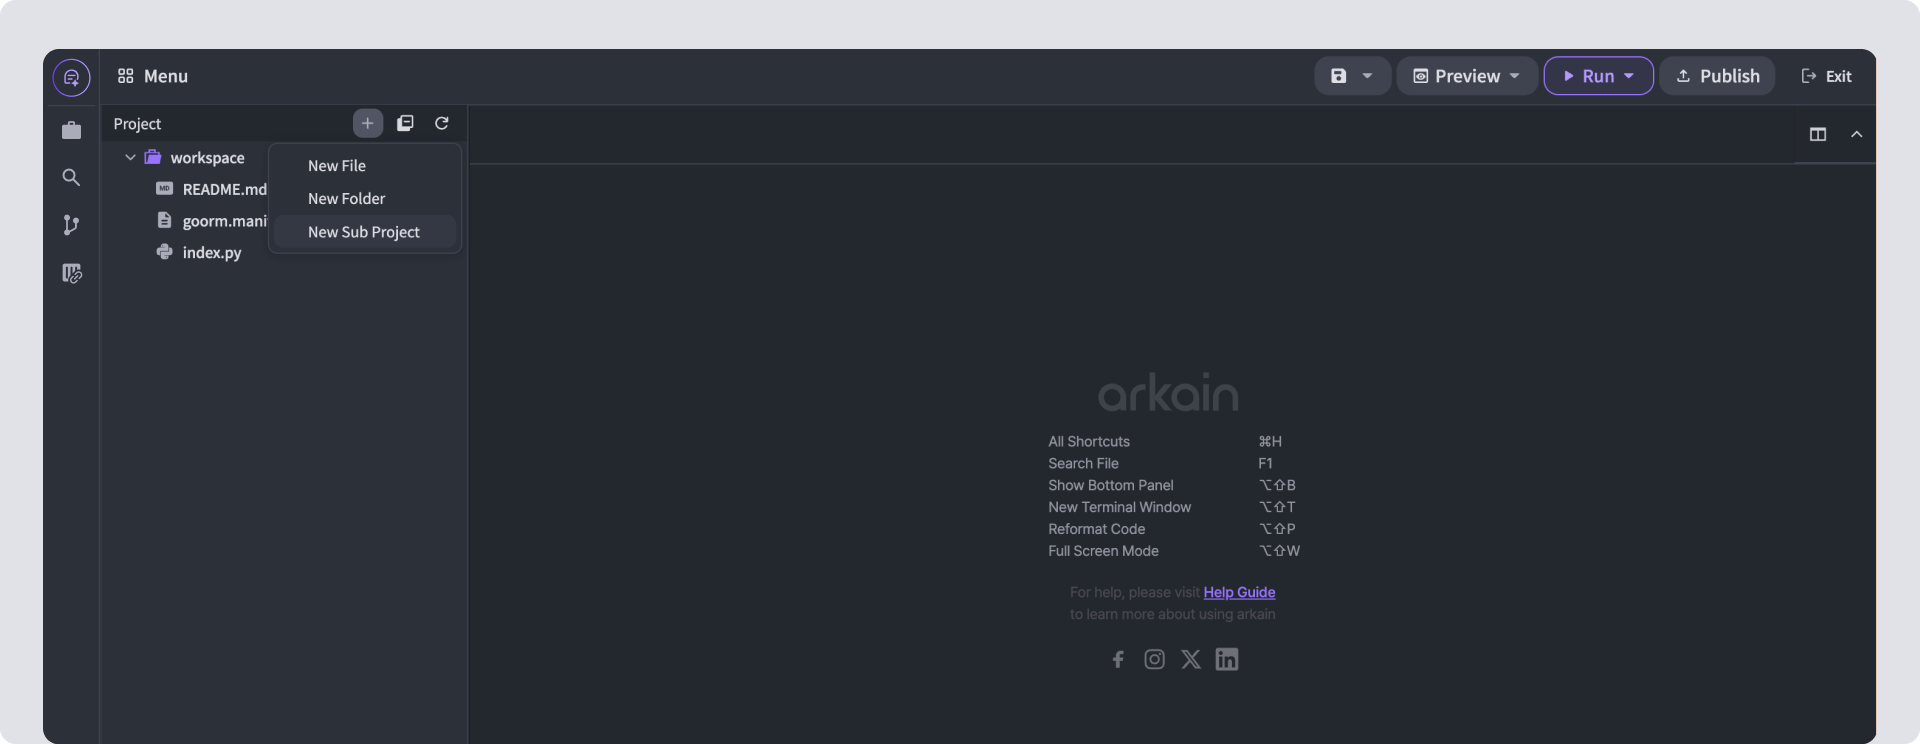 Menu
Preview
Run
Publish
Exit
Project
workspace
MD README.md
goorm.mani
index.py
New File
New Folder
New Sub Project
arkain
All Shortcuts ⌘H
Search File F1
Show Bottom Panel ⌥⇧B
New Terminal Window ⌥⇧T
Reformat Code ⌥⇧P
Full Screen Mode ⌥⇧W
For help, please visit Help Guide
to learn more about using arkain